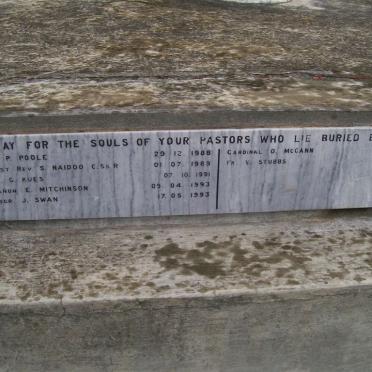 AY FOR THE SOULS OF YOUR PASTORS WHO LIE BURIED
P. POOLE 29. 12. 1988
ST REV S. NAIDOO C.SS.R 01. 07. 1989
G. KUES 07. 10. 1991
E. MITCHINSON 05. 04. 1993
J. SWAN 17. 05. 1993
CARDINAL O. MCCANN
FR. V. STUBBS